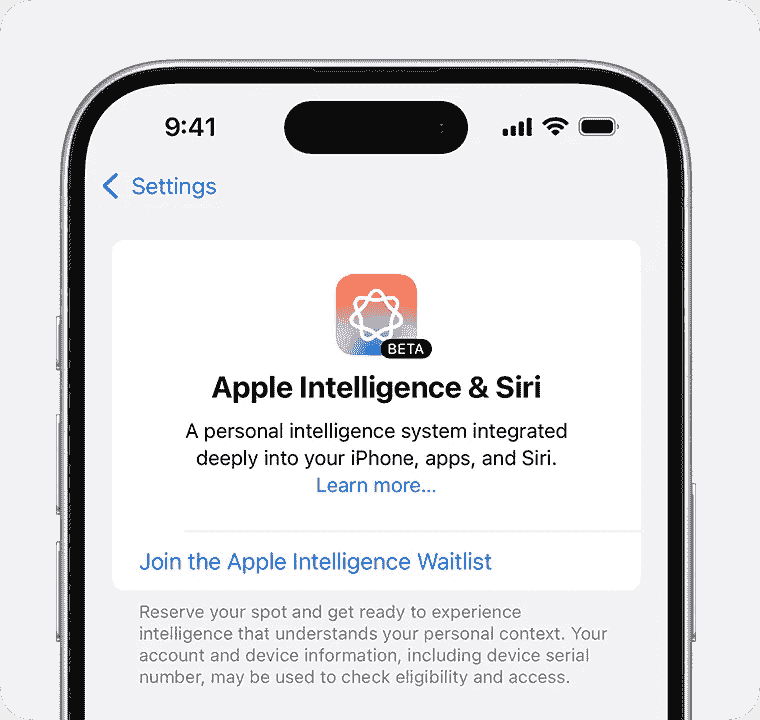 9:41
Settings
BETA
Apple Intelligence & Siri
A personal intelligence system integrated
deeply into your iPhone, apps, and Siri.
Learn more...
Join the Apple Intelligence Waitlist
Reserve your spot and get ready to experience
intelligence that understands your personal context. Your
account and device information, including device serial
number, may be used to check eligibility and access.